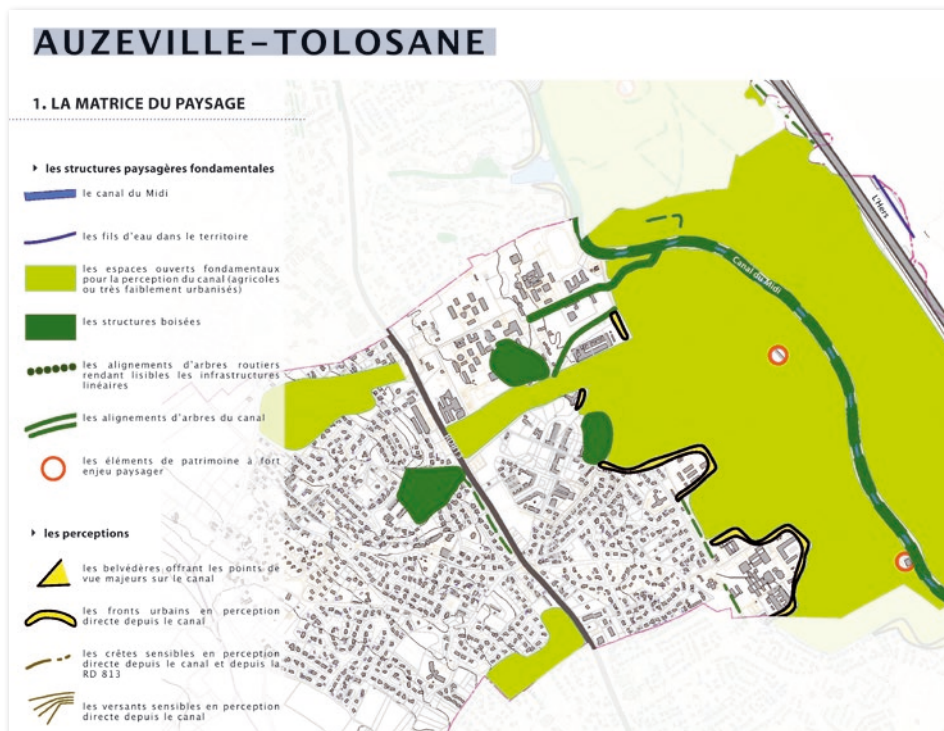 AUZEVILLE-TOLOSANE
1. LA MATRICE DU PAYSAGE
les structures paysagères fondamentales
le canal du Midi
les fils d'eau dans le territoire
les espaces ouverts fondamentaux
pour la perception du canal (agricoles
ou très faiblement urbanisés)
les structures boisées
les alignements d'arbres routiers
rendant lisibles les infrastructures
linéaires
les alignements d'arbres du canal
les éléments de patrimoine à fort
enjeu paysager
les perceptions
les belvédères offrant les points de
vue majeurs sur le canal
les fronts urbains en perception
directe depuis le canal
les crêtes sensibles en perception
directe depuis le canal et depuis la
RD 813
les versants sensibles en perception
directe depuis le canal
L'Hers
Canal du Midi